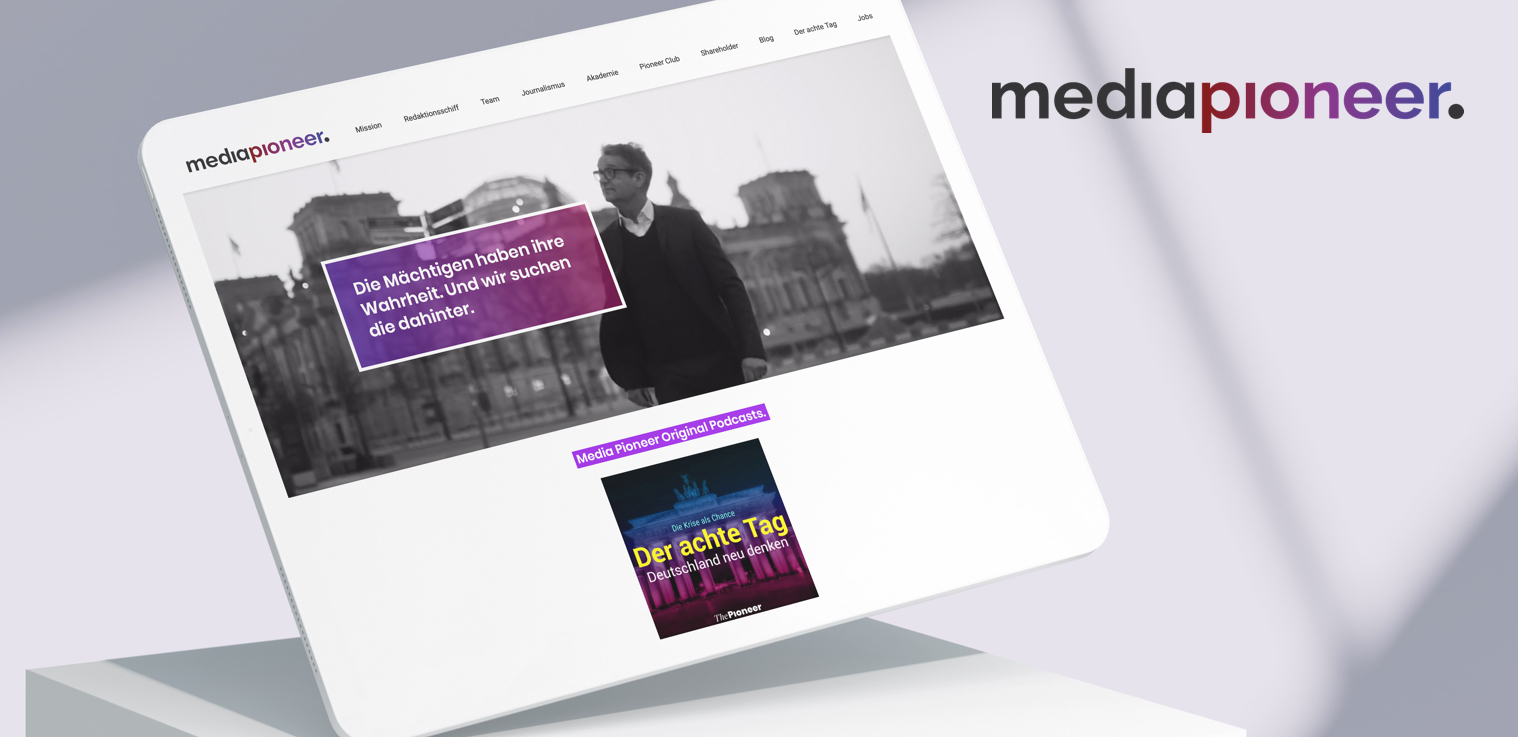 mediapioneer.
mediapioneer.
Mission
Redaktionsschiff
Team
Journalismus
Akademie
Pioneer Club
Shareholder
Blog
Der achte Tag
Jobs
Die Mächtigen haben ihre
Wahrheit. Und wir suchen
die dahinter.
Media Pioneer Original Podcasts.
Die Krise als Chance
Der achte Tag
Deutschland neu denken
The Pioneer